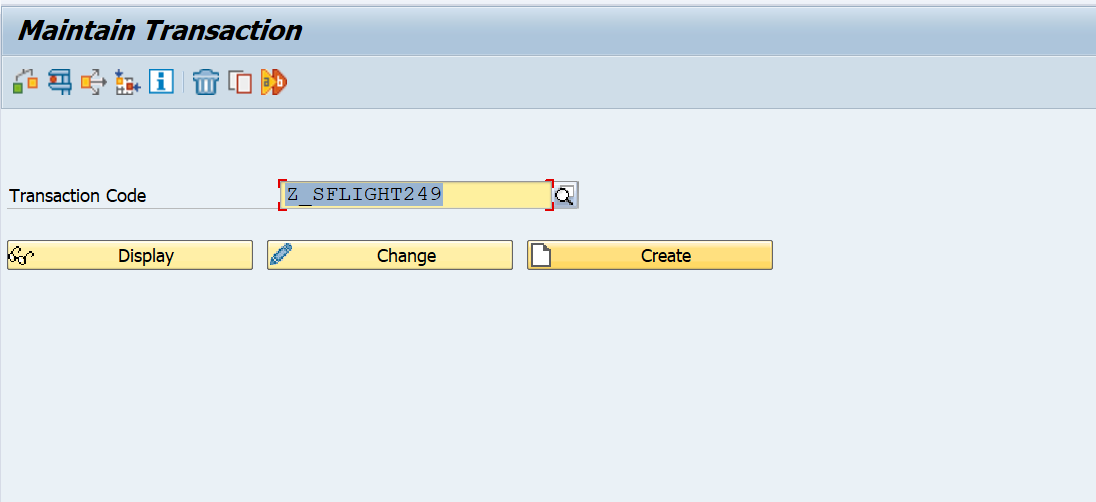 Maintain Transaction
Transaction Code Z_SFLIGHT249
Display Change Create